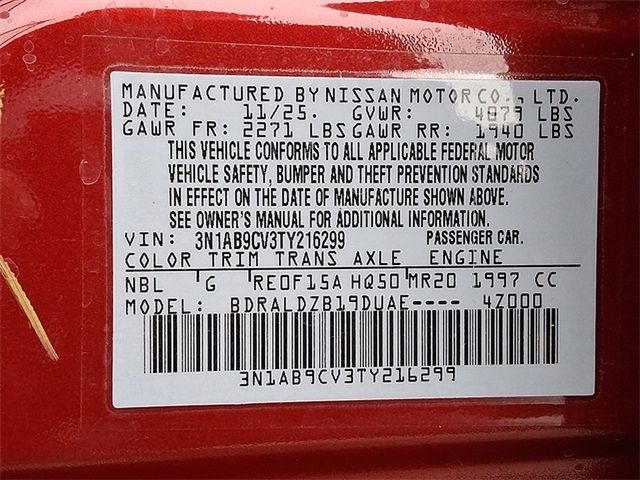 MANUFACTURED BY NISSAN MOTOR CO., LTD.
DATE: 11/25. GVWR: 4079 LBS
GAWR FR: 2271 LBS GAWR RR: 1940 LBS
THIS VEHICLE CONFORMS TO ALL APPLICABLE FEDERAL MOTOR
VEHICLE SAFETY, BUMPER AND THEFT PREVENTION STANDARDS
IN EFFECT ON THE DATE OF MANUFACTURE SHOWN ABOVE.
SEE OWNER'S MANUAL FOR ADDITIONAL INFORMATION.
VIN: 3N1AB9CV3TY216299 PASSENGER CAR.
COLOR TRIM TRANS AXLE ENGINE
NBL G RE0F15A HQ50 MR20 1997 CC
MODEL: BDRALDZB19DUAE---- 4Z000
3N1AB9CV3TY216299